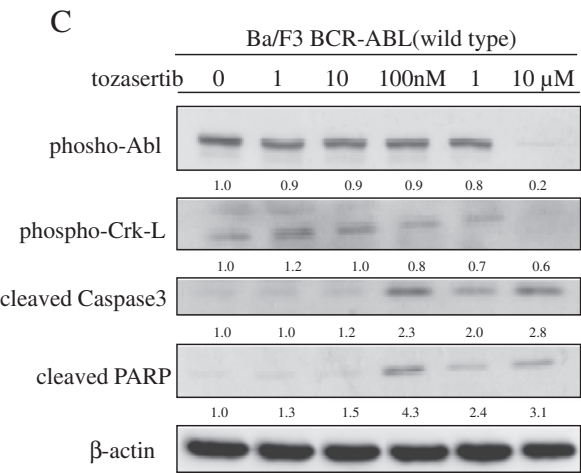 C
Ba/F3 BCR-ABL(wild type)
tozasertib 0 1 10 100nM 1 10 µM
phosho-Abl
1.0 0.9 0.9 0.9 0.8 0.2
phospho-Crk-L
1.0 1.2 1.0 0.8 0.7 0.6
cleaved Caspase3
1.0 1.0 1.2 2.3 2.0 2.8
cleaved PARP
1.0 1.3 1.5 4.3 2.4 3.1
β-actin